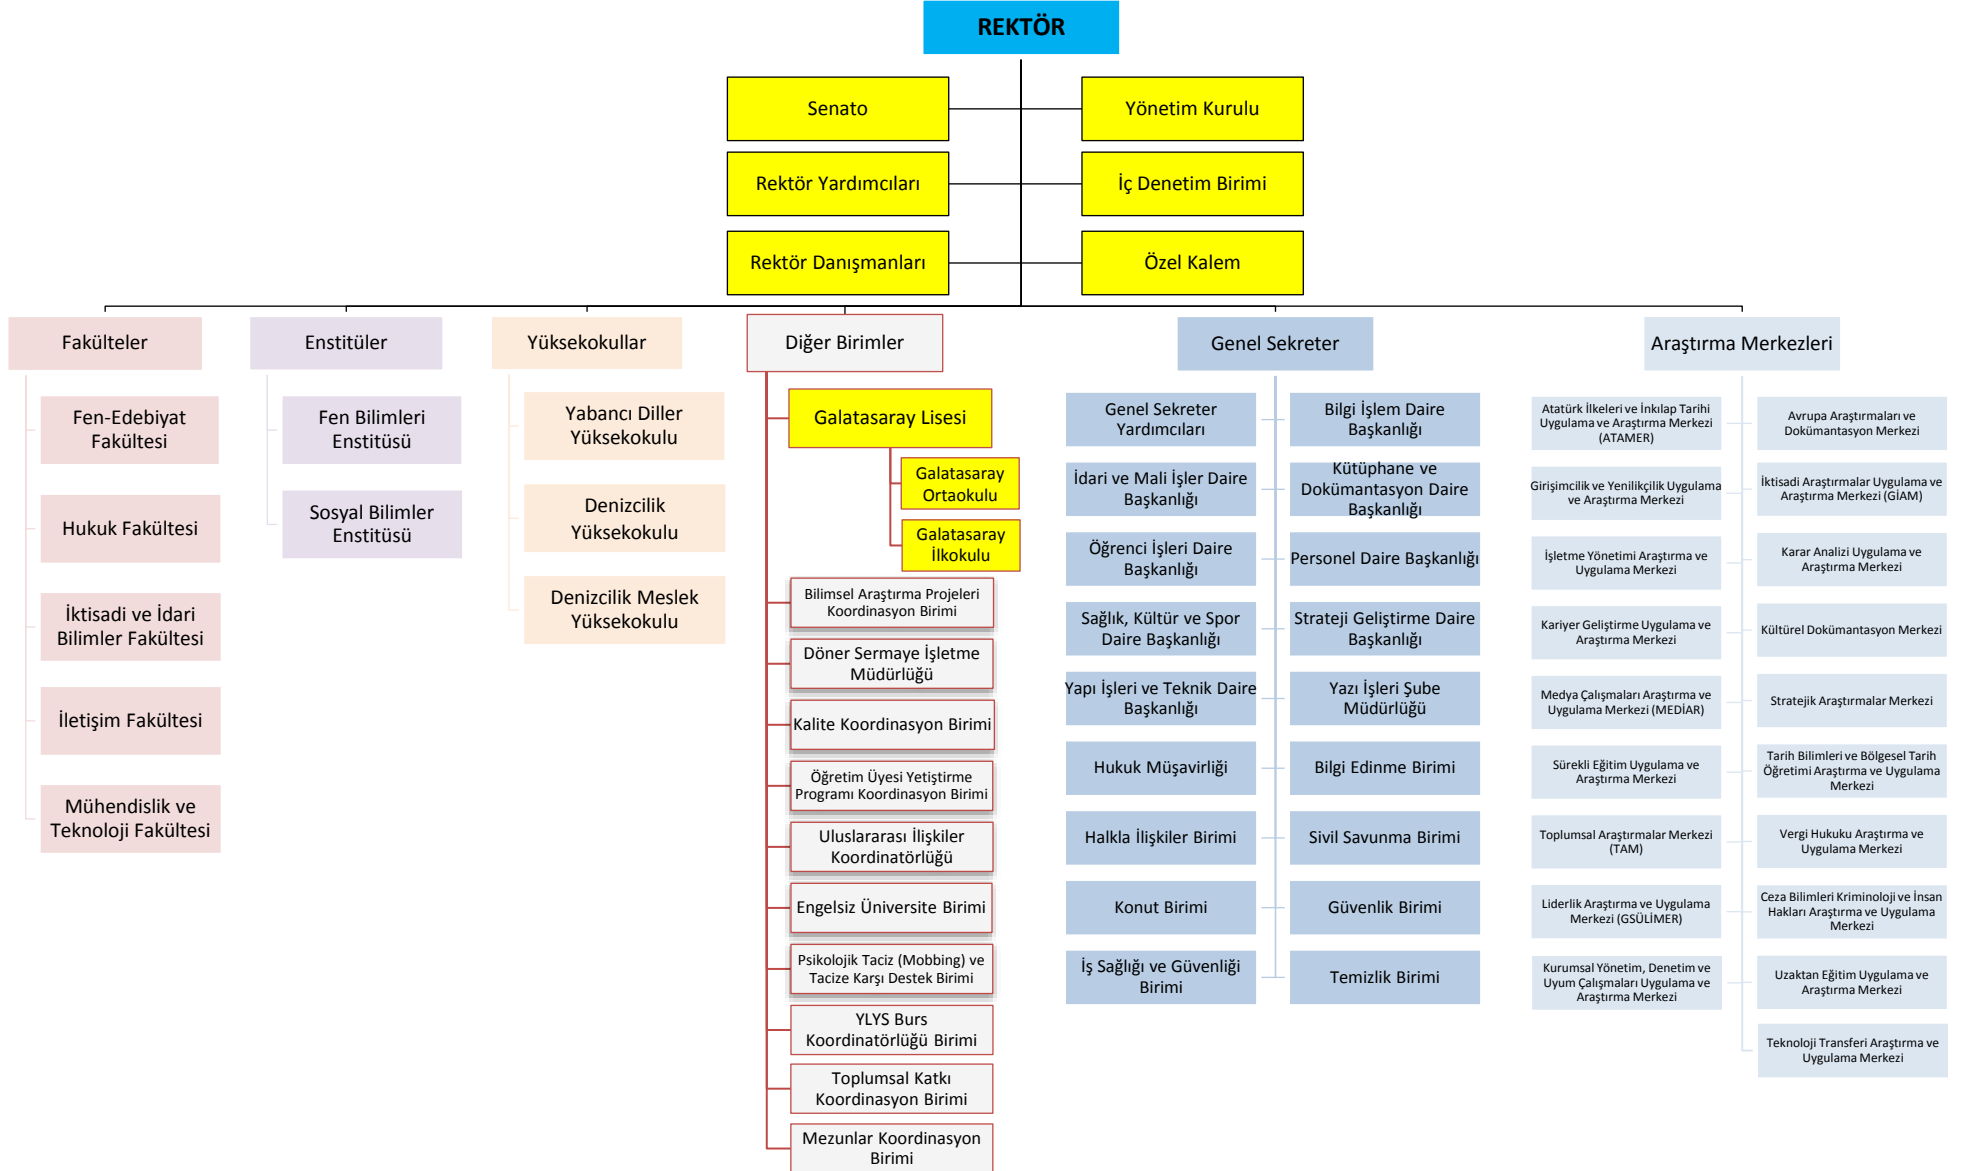 REKTÖR
Senato
Yönetim Kurulu
Rektör Yardımcıları
İç Denetim Birimi
Rektör Danışmanları
Özel Kalem
Fakülteler
Fen-Edebiyat
Fakültesi
Hukuk Fakültesi
İktisadi ve İdari
Bilimler Fakültesi
İletişim Fakültesi
Mühendislik ve
Teknoloji Fakültesi
Enstitüler
Fen Bilimleri
Enstitüsü
Sosyal Bilimler
Enstitüsü
Yüksekokullar
Yabancı Diller
Yüksekokulu
Denizcilik
Yüksekokulu
Denizcilik Meslek
Yüksekokulu
Diğer Birimler
Galatasaray Lisesi
Galatasaray
Ortaokulu
Galatasaray
İlkokulu
Bilimsel Araştırma Projeleri
Koordinasyon Birimi
Döner Sermaye İşletme
Müdürlüğü
Kalite Koordinasyon Birimi
Öğretim Üyesi Yetiştirme
Programı Koordinasyon Birimi
Uluslararası İlişkiler
Koordinatörlüğü
Engelsiz Üniversite Birimi
Psikolojik Taciz (Mobbing) ve
Tacize Karşı Destek Birimi
YLYS Burs
Koordinatörlüğü Birimi
Toplumsal Katkı
Koordinasyon Birimi
Mezunlar Koordinasyon
Birimi
Genel Sekreter
Genel Sekreter
Yardımcıları
Bilgi İşlem Daire
Başkanlığı
İdari ve Mali İşler Daire
Başkanlığı
Kütüphane ve
Dokümantasyon Daire
Başkanlığı
Öğrenci İşleri Daire
Başkanlığı
Personel Daire Başkanlığı
Sağlık, Kültür ve Spor
Daire Başkanlığı
Strateji Geliştirme Daire
Başkanlığı
Yapı İşleri ve Teknik Daire
Başkanlığı
Yazı İşleri Şube
Müdürlüğü
Hukuk Müşavirliği
Bilgi Edinme Birimi
Halkla İlişkiler Birimi
Sivil Savunma Birimi
Konut Birimi
Güvenlik Birimi
İş Sağlığı ve Güvenliği
Birimi
Temizlik Birimi
Araştırma Merkezleri
Atatürk İlkeleri ve İnkılap Tarihi
Uygulama ve Araştırma Merkezi
(ATAMER)
Avrupa Araştırmaları ve
Dokümantasyon Merkezi
Girişimcilik ve Yenilikçilik Uygulama
ve Araştırma Merkezi
İktisadi Araştırmalar Uygulama ve
Araştırma Merkezi (GİAM)
İşletme Yönetimi Araştırma ve
Uygulama Merkezi
Karar Analizi Uygulama ve
Araştırma Merkezi
Kariyer Geliştirme Uygulama ve
Araştırma Merkezi
Kültürel Dokümantasyon Merkezi
Medya Çalışmaları Araştırma ve
Uygulama Merkezi (MEDİAR)
Stratejik Araştırmalar Merkezi
Sürekli Eğitim Uygulama ve
Araştırma Merkezi
Tarih Bilimleri ve Bölgesel Tarih
Öğretimi Araştırma ve Uygulama
Merkezi
Toplumsal Araştırmalar Merkezi
(TAM)
Vergi Hukuku Araştırma ve
Uygulama Merkezi
Liderlik Araştırma ve Uygulama
Merkezi (GSÜLİMER)
Ceza Bilimleri Kriminoloji ve İnsan
Hakları Araştırma ve Uygulama
Merkezi
Kurumsal Yönetim, Denetim ve
Uyum Çalışmaları Uygulama ve
Araştırma Merkezi
Uzaktan Eğitim Uygulama ve
Araştırma Merkezi
Teknoloji Transferi Araştırma ve
Uygulama Merkezi